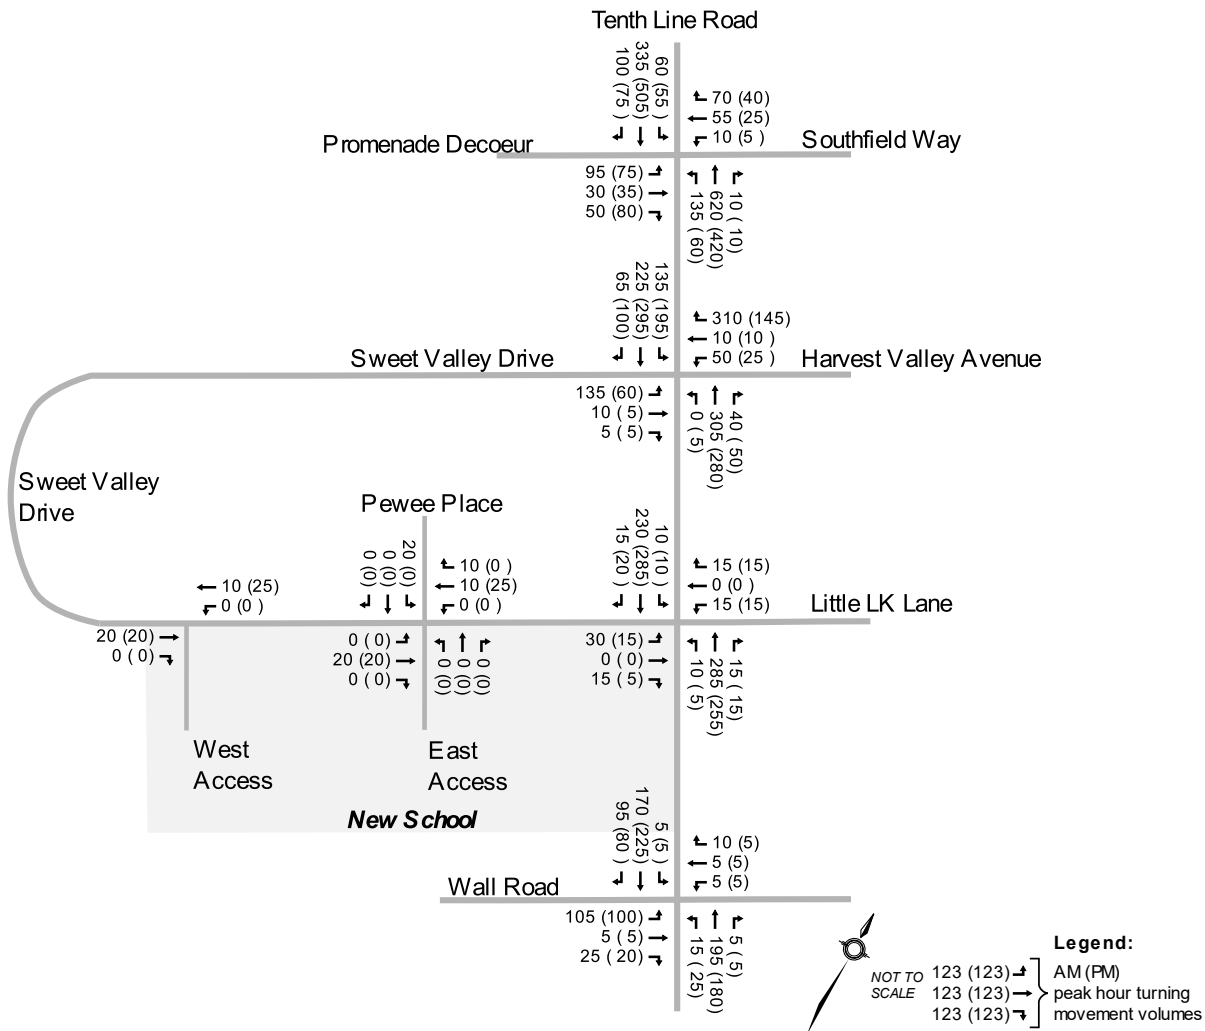 Tenth Line Road
100 (75 )
335 (505)
60 (55 )
70 (40)
55 (25)
10 (5 )
Promenade Decoeur
Southfield Way
95 (75)
30 (35)
50 (80)
135 ( 60)
620 (420)
10 ( 10)
65 (100)
225 (295)
135 (195)
310 (145)
10 (10 )
50 (25 )
Sweet Valley Drive
Harvest Valley Avenue
135 (60)
10 ( 5)
5 ( 5)
0 ( 5)
305 (280)
40 ( 50)
Sweet Valley
Drive
Pewee Place
0 (0)
0 (0)
20 (0)
10 (0 )
10 (25)
0 (0 )
10 (25)
0 (0 )
15 (20 )
230 (285)
10 (10 )
15 (15)
0 (0 )
15 (15)
Little LK Lane
20 (20)
0 ( 0)
0 ( 0)
20 (20)
0 ( 0)
0 (0)
0 (0)
0 (0)
30 (15)
0 ( 0)
15 ( 5)
10 ( 5)
285 (255)
15 ( 15)
West
Access
East
Access
New School
95 (80 )
170 (225)
5 (5 )
10 (5)
5 (5)
5 (5)
Wall Road
105 (100)
5 ( 5)
25 ( 20)
15 ( 25)
195 (180)
5 ( 5)
Legend:
NOT TO
SCALE
123 (123)
123 (123)
123 (123)
AM (PM)
peak hour turning
movement volumes